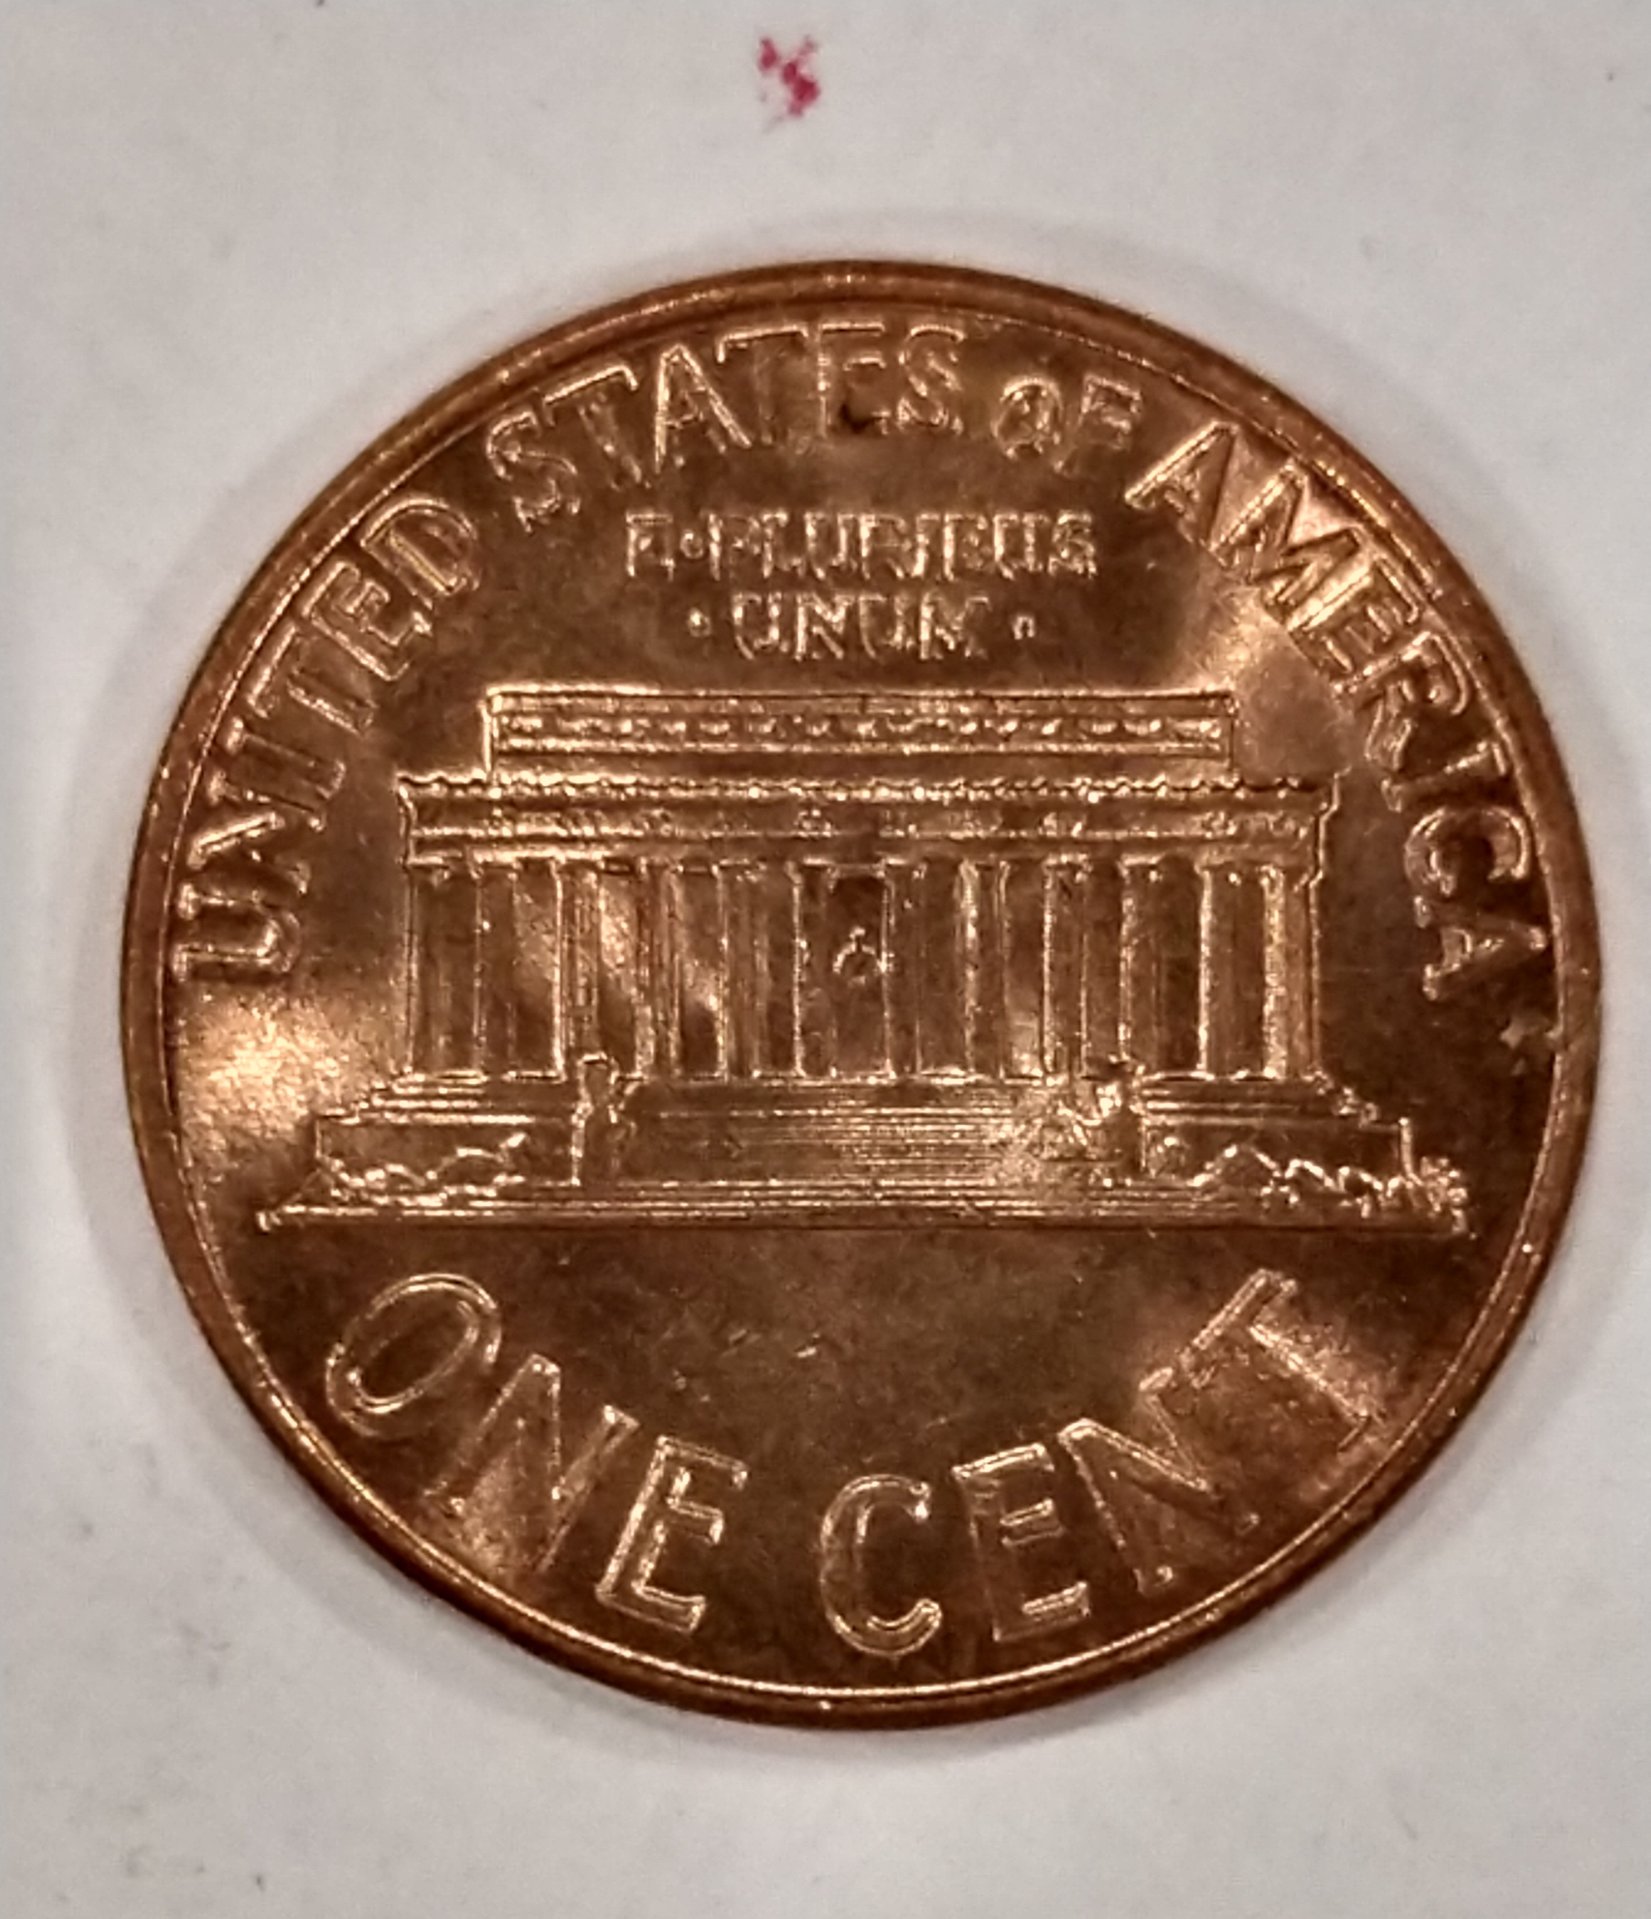 UNITED STATES OF AMERICA
E·PLURIBUS
·UNUM·
ONE CENT